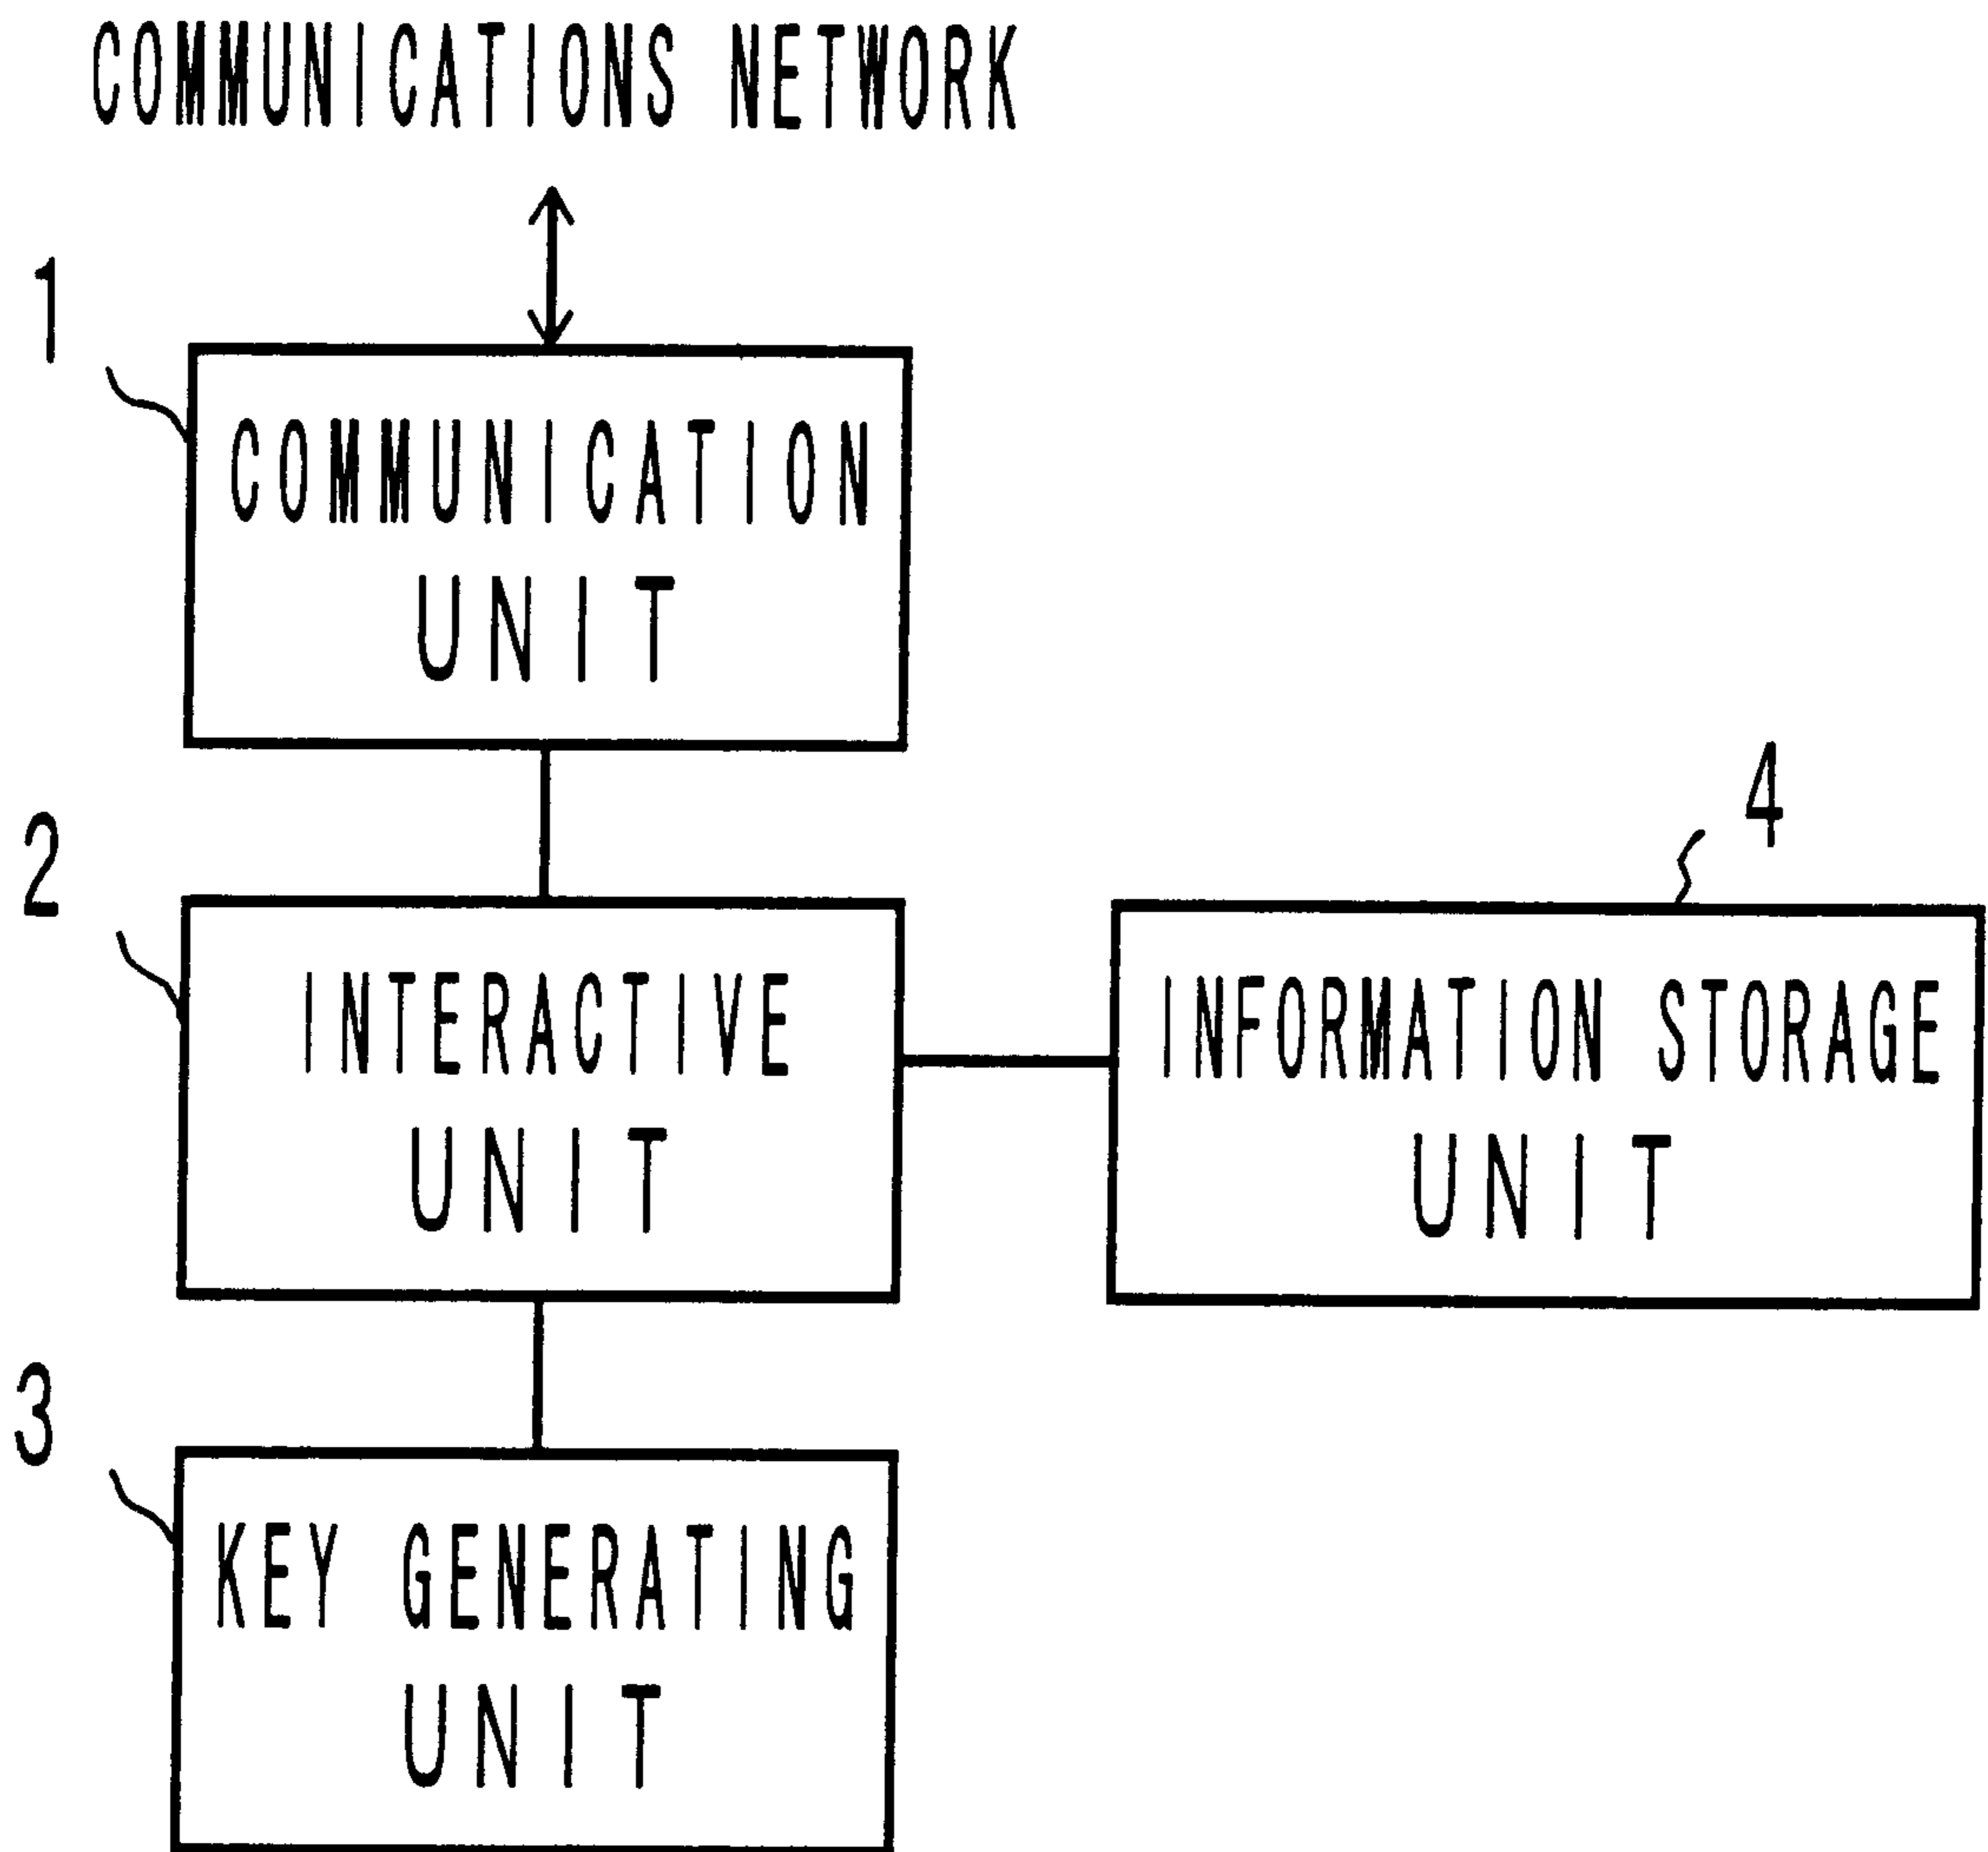 COMMUNICATIONS NETWORK
1
COMMUNICATION
UNIT
2
INTERACTIVE
UNIT
4
INFORMATION STORAGE
UNIT
3
KEY GENERATING
UNIT